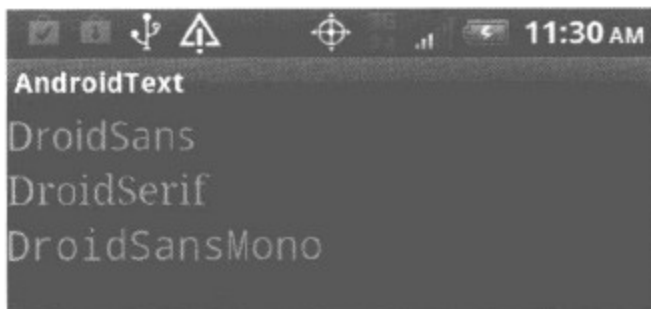 11:30 AM
AndroidText
DroidSans
DroidSerif
DroidSansMono